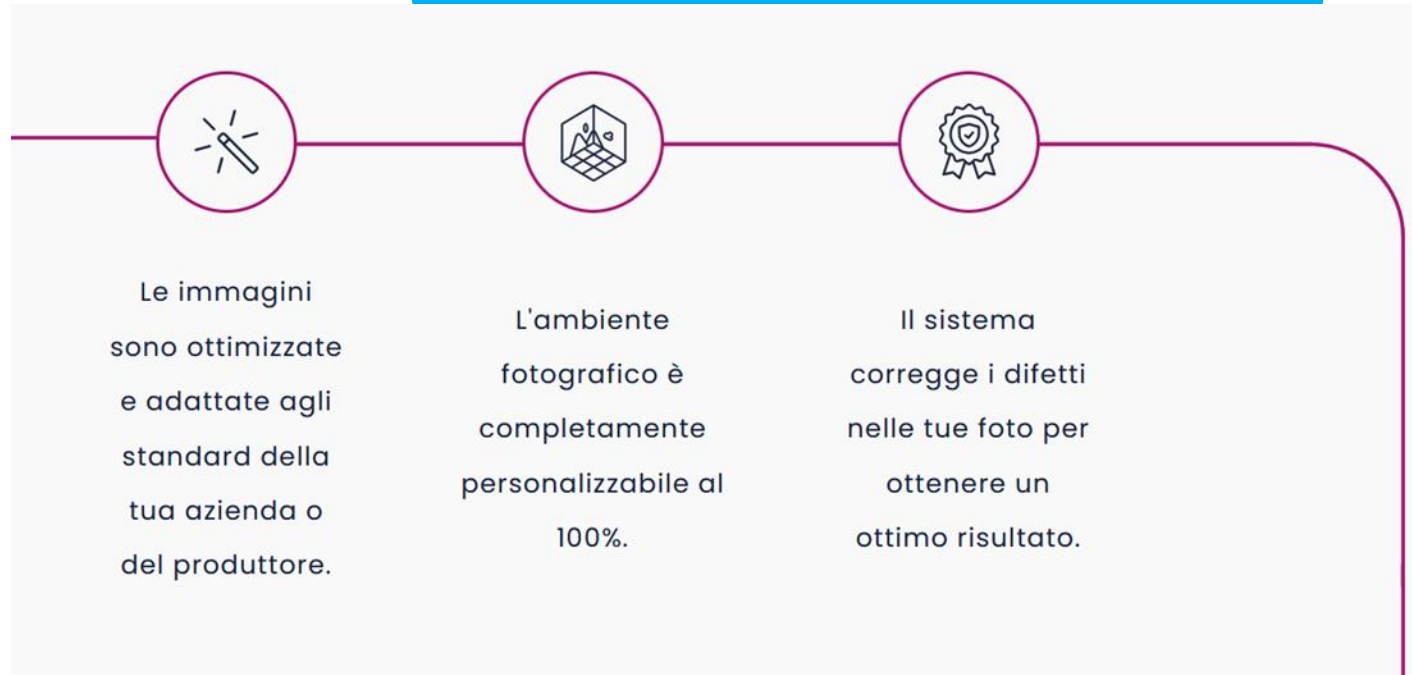 Le immagini
sono ottimizzate
e adattate agli
standard della
tua azienda o
del produttore.
L'ambiente
fotografico è
completamente
personalizzabile al
100%.
Il sistema
corregge i difetti
nelle tue foto per
ottenere un
ottimo risultato.